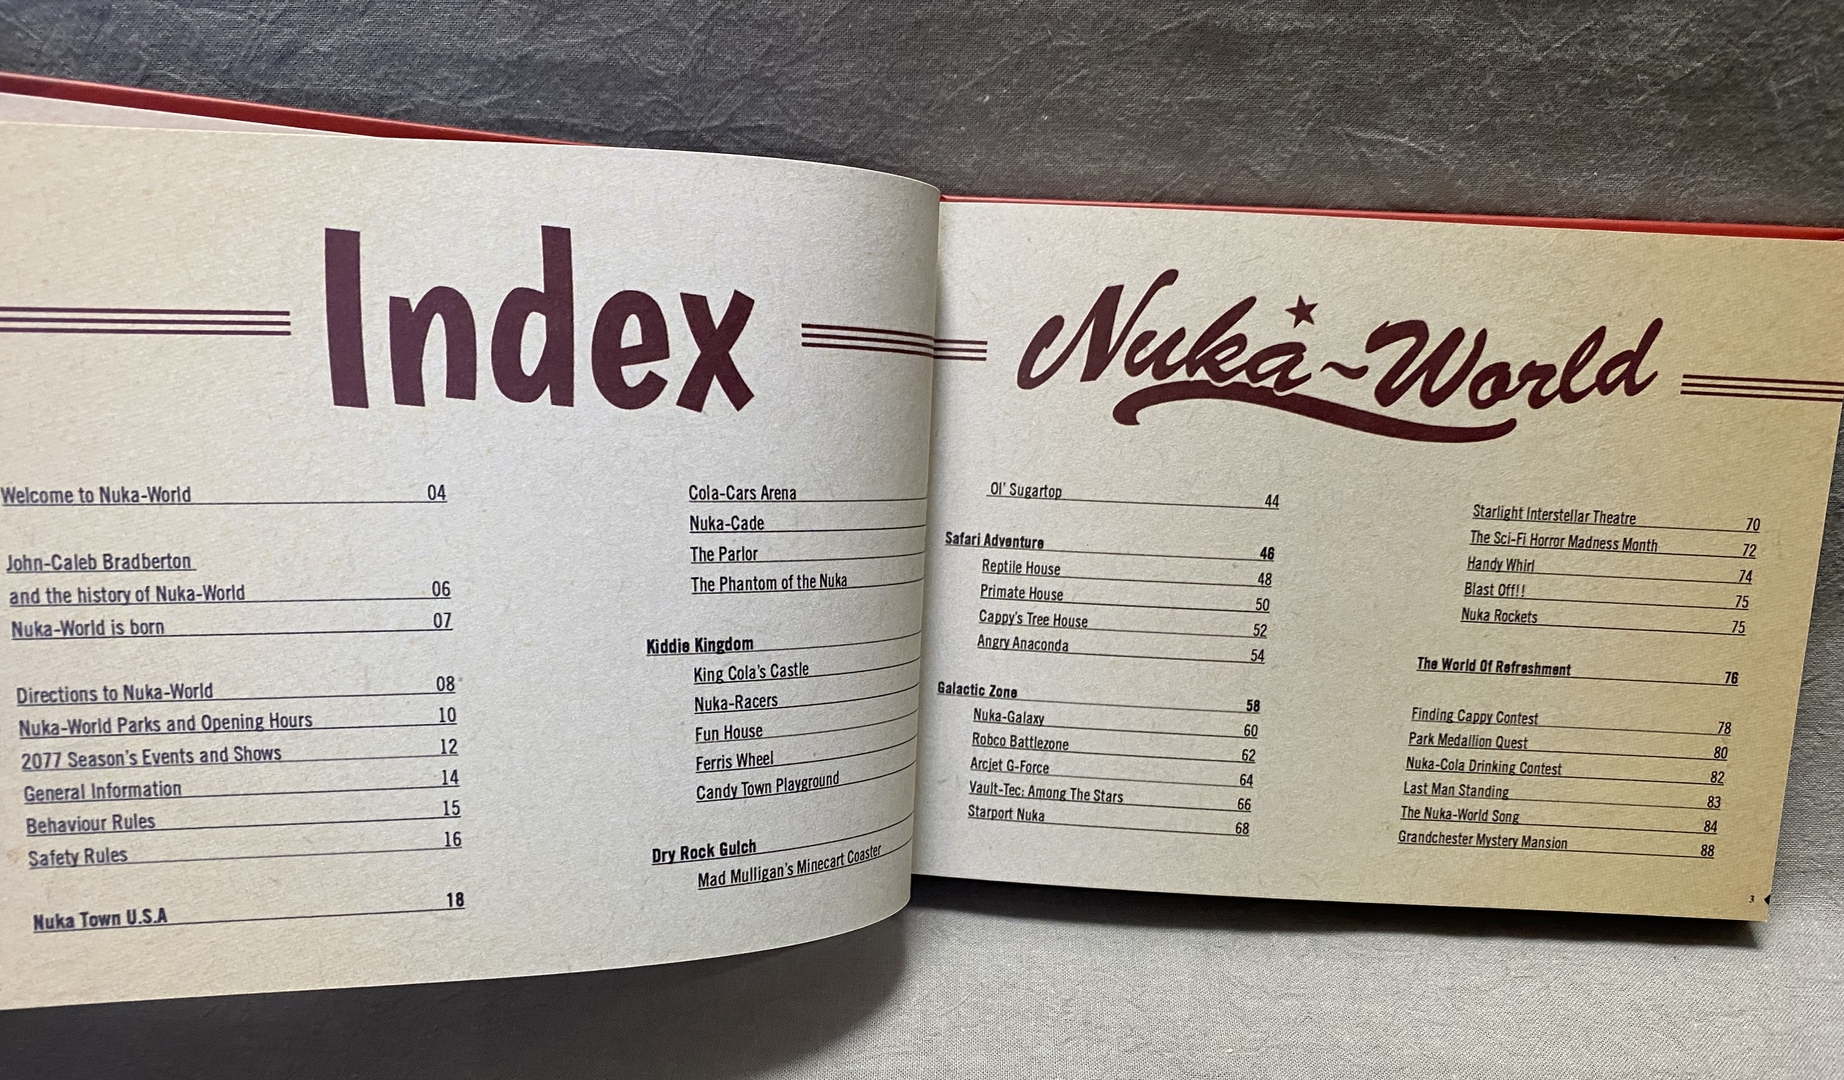 Index
Welcome to Nuka-World 04
John-Caleb Bradberton
and the history of Nuka-World 06
Nuka-World is born 07
Directions to Nuka-World 08
Nuka-World Parks and Opening Hours 10
2077 Season's Events and Shows 12
General Information 14
Behaviour Rules 15
Safety Rules 16
Nuka Town U.S.A 18
Cola-Cars Arena
Nuka-Cade
The Parlor
The Phantom of the Nuka
Kiddie Kingdom
King Cola's Castle
Nuka-Racers
Fun House
Ferris Wheel
Candy Town Playground
Dry Rock Gulch
Mad Mulligan's Minecart Coaster
Nuka~World
Ol' Sugartop 44
Safari Adventure 46
Reptile House 48
Primate House 50
Cappy's Tree House 52
Angry Anaconda 54
Galactic Zone 58
Nuka-Galaxy 60
Robco Battlezone 62
Arcjet G-Force 64
Vault-Tec: Among The Stars 66
Starport Nuka 68
Starlight Interstellar Theatre 70
The Sci-Fi Horror Madness Month 72
Handy Whirl 74
Blast Off!! 75
Nuka Rockets 75
The World Of Refreshment 76
Finding Cappy Contest 78
Park Medallion Quest 80
Nuka-Cola Drinking Contest 82
Last Man Standing 83
The Nuka-World Song 84
Grandchester Mystery Mansion 88
3